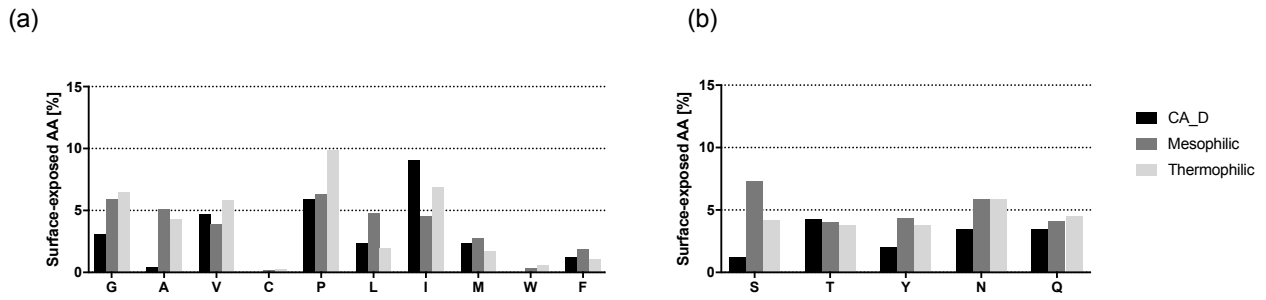 (a)
Surface-exposed AA [%]
15
10
5
0
G A V C P L I M W F
(b)
Surface-exposed AA [%]
15
10
5
0
S T Y N Q
CA_D
Mesophilic
Thermophilic